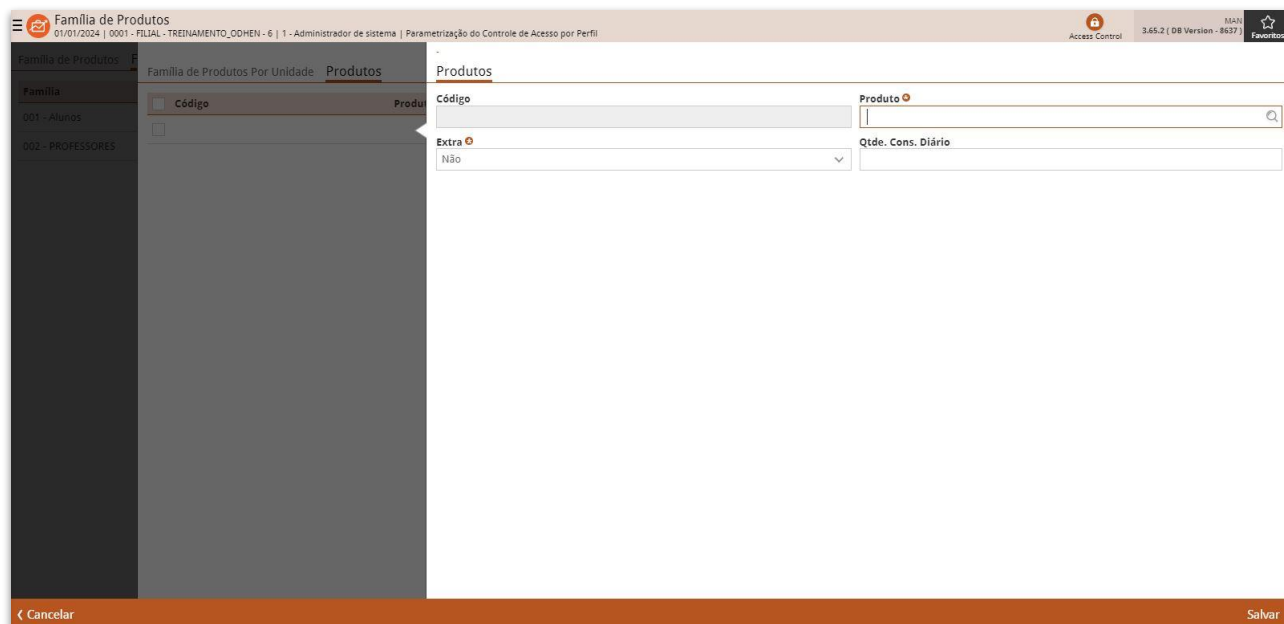 Família de Produtos
01/01/2024 | 0001 - FILIAL - TREINAMENTO_ODHEN - 6 | 1 - Administrador de sistema | Parametrização do Controle de Acesso por Perfil
Access Control
MAN
3.65.2 ( DB Version - 8637 )
Favoritos
Família de Produtos F
Família
001 - Alunos
002 - PROFESSORES
Família de Produtos Por Unidade Produtos
Código Produt
-
Produtos
Código
Produto
Extra
Não
Qtde. Cons. Diário
Cancelar
Salvar